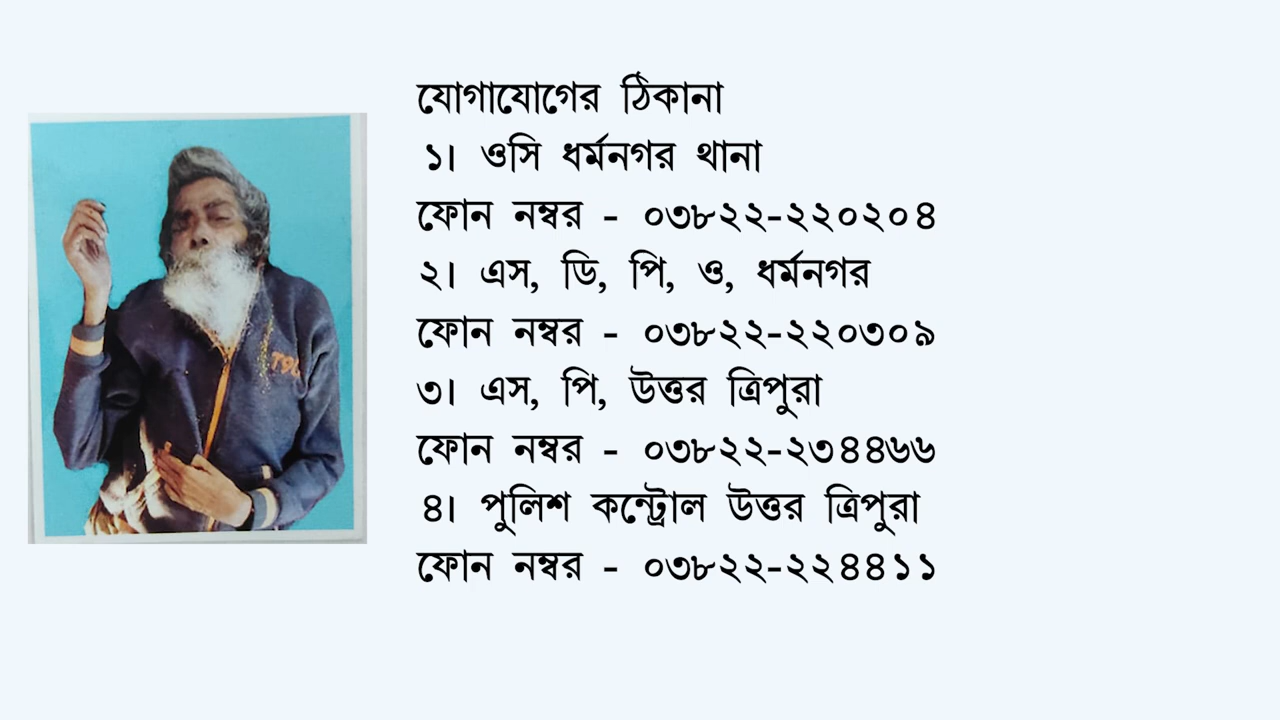 যোগাযোগের ঠিকানা
১। ওসি ধর্মনগর থানা
ফোন নম্বর - ০৩৮২২-২২০২০৪
২। এস, ডি, পি, ও, ধর্মনগর
ফোন নম্বর - ০৩৮২২-২২০৩০৯
৩। এস, পি, উত্তর ত্রিপুরা
ফোন নম্বর - ০৩৮২২-২৩৪৪৬৬
৪। পুলিশ কন্ট্রোল উত্তর ত্রিপুরা
ফোন নম্বর - ০৩৮২২-২২৪৪১১